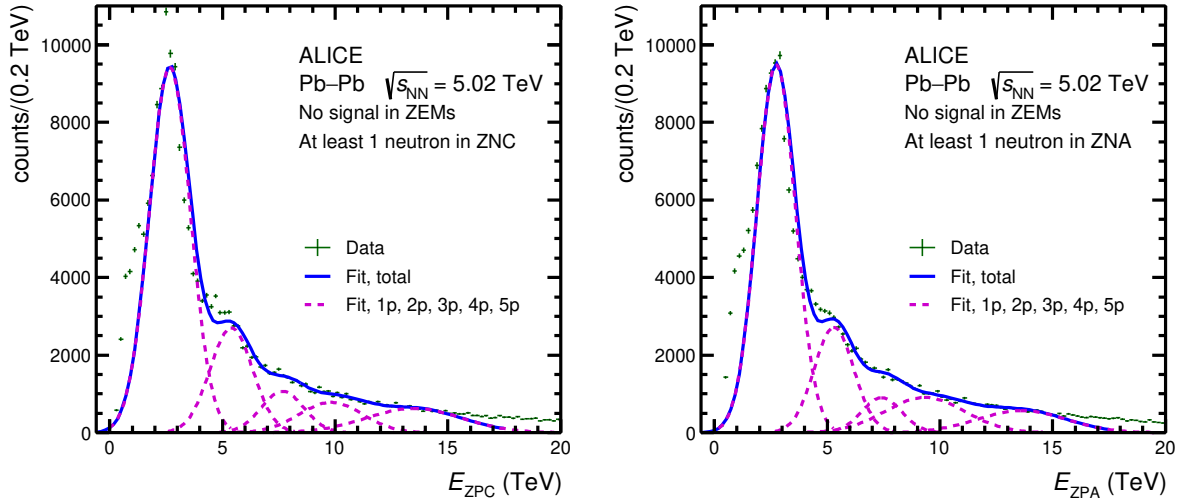 counts/(0.2 TeV)
10000
8000
6000
4000
2000
0
ALICE
Pb–Pb √sNN = 5.02 TeV
No signal in ZEMs
At least 1 neutron in ZNC
Data
Fit, total
Fit, 1p, 2p, 3p, 4p, 5p
0 5 10 15 20
EZPC (TeV)
counts/(0.2 TeV)
10000
8000
6000
4000
2000
0
ALICE
Pb–Pb √sNN = 5.02 TeV
No signal in ZEMs
At least 1 neutron in ZNA
Data
Fit, total
Fit, 1p, 2p, 3p, 4p, 5p
0 5 10 15 20
EZPA (TeV)